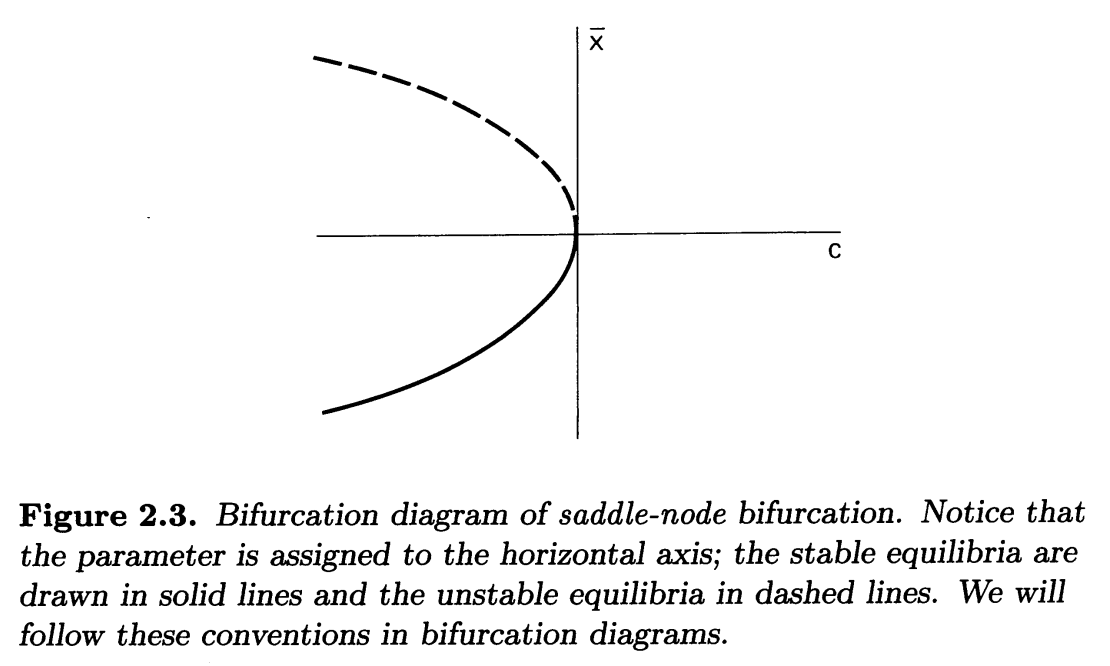 x̄
c
Figure 2.3. Bifurcation diagram of saddle-node bifurcation. Notice that
the parameter is assigned to the horizontal axis; the stable equilibria are
drawn in solid lines and the unstable equilibria in dashed lines. We will
follow these conventions in bifurcation diagrams.